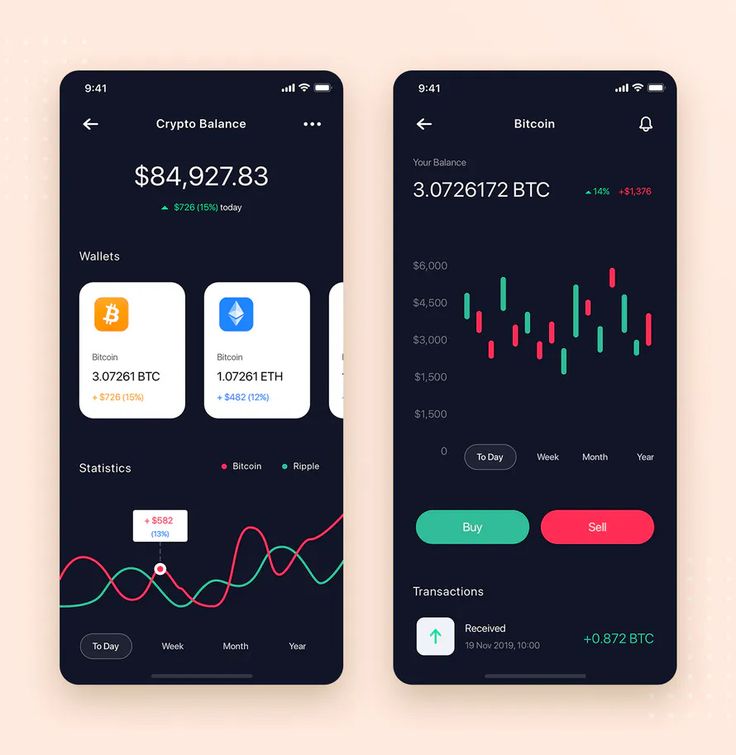 9:41
Crypto Balance
$84,927.83
$726 (15%) today
Wallets
Bitcoin
3.07261 BTC
+ $726 (15%)
Bitcoin
1.07261 ETH
+ $482 (12%)
Statistics
Bitcoin
Ripple
+ $582
(13%)
To Day
Week
Month
Year
9:41
Bitcoin
Your Balance
3.0726172 BTC
14%
+$1,376
$6,000
$4,500
$3,000
$1,500
$1,500
0
To Day
Week
Month
Year
Buy
Sell
Transactions
Received
19 Nov 2019, 10:00
+0.872 BTC